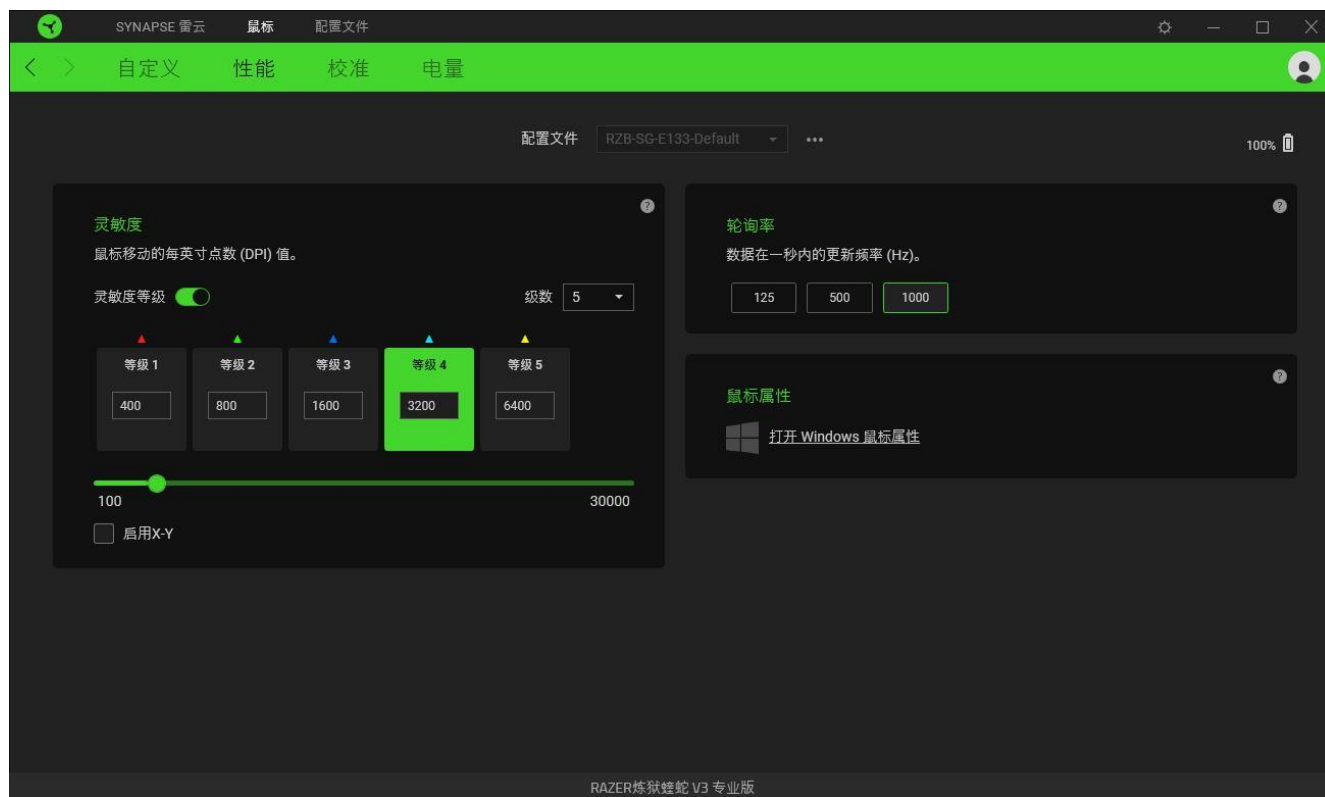 SYNAPSE 雷云 鼠标 配置文件
自定义 性能 校准 电量
配置文件 RZB-SG-E133-Default •••
100%
灵敏度
鼠标移动的每英寸点数 (DPI) 值。
灵敏度等级 级数 5
等级 1 等级 2 等级 3 等级 4 等级 5
400 800 1600 3200 6400
100 30000
启用X-Y
轮询率
数据在一秒内的更新频率 (Hz)。
125 500 1000
鼠标属性
打开 Windows 鼠标属性
RAZER炼狱蝰蛇 V3 专业版